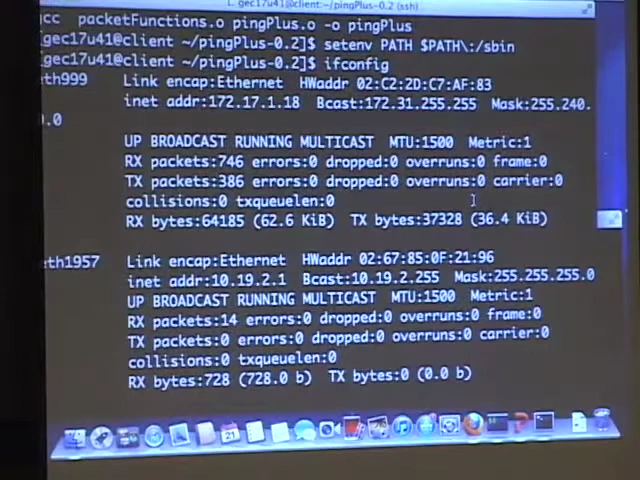 1. gec17u41@client: ~/pingPlus-0.2 (ssh)
gcc packetFunctions.o pingPlus.o -o pingPlus
[gec17u41@client ~/pingPlus-0.2]$ setenv PATH $PATH\:/sbin
[gec17u41@client ~/pingPlus-0.2]$ ifconfig
eth999 Link encap:Ethernet HWaddr 02:C2:2D:C7:AF:83
inet addr:172.17.1.18 Bcast:172.31.255.255 Mask:255.240.
0.0
UP BROADCAST RUNNING MULTICAST MTU:1500 Metric:1
RX packets:746 errors:0 dropped:0 overruns:0 frame:0
TX packets:386 errors:0 dropped:0 overruns:0 carrier:0
collisions:0 txqueuelen:0
RX bytes:64185 (62.6 KiB) TX bytes:37328 (36.4 KiB)
eth1957 Link encap:Ethernet HWaddr 02:67:85:0F:21:96
inet addr:10.19.2.1 Bcast:10.19.2.255 Mask:255.255.255.0
UP BROADCAST RUNNING MULTICAST MTU:1500 Metric:1
RX packets:14 errors:0 dropped:0 overruns:0 frame:0
TX packets:0 errors:0 dropped:0 overruns:0 carrier:0
collisions:0 txqueuelen:0
RX bytes:728 (728.0 b) TX bytes:0 (0.0 b)
21